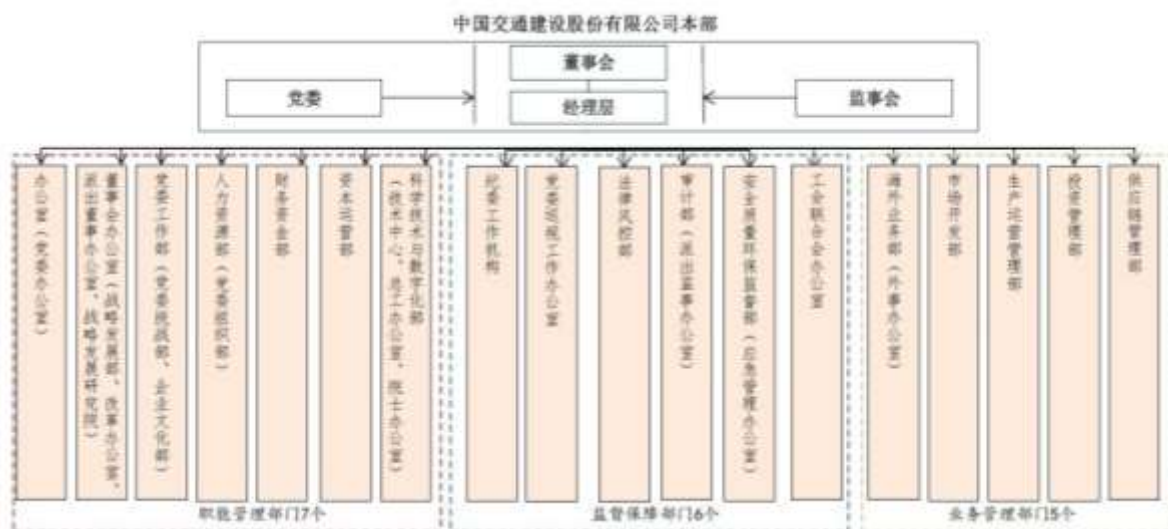 中国交通建设股份有限公司本部
董事会
党委
监事会
经理层
办公室（党委办公室）
董事会办公室（战略发展部、改革办公室、
派出董事办公室、战略发展研究院）
党委工作部（党委统战部、企业文化部）
人力资源部（党委组织部）
财务资金部
资本运营部
科学技术与数字化部
（技术中心、总工办公室、院士办公室）
纪委工作机构
党委巡视工作办公室
法律风控部
审计部（派出监事办公室）
安全质量环保监督部（应急管理办公室）
工会联合会办公室
海外业务部（外事办公室）
市场开发部
生产运营管理部
投资管理部
供应链管理部
职能管理部门7个
监督保障部门6个
业务管理部门5个